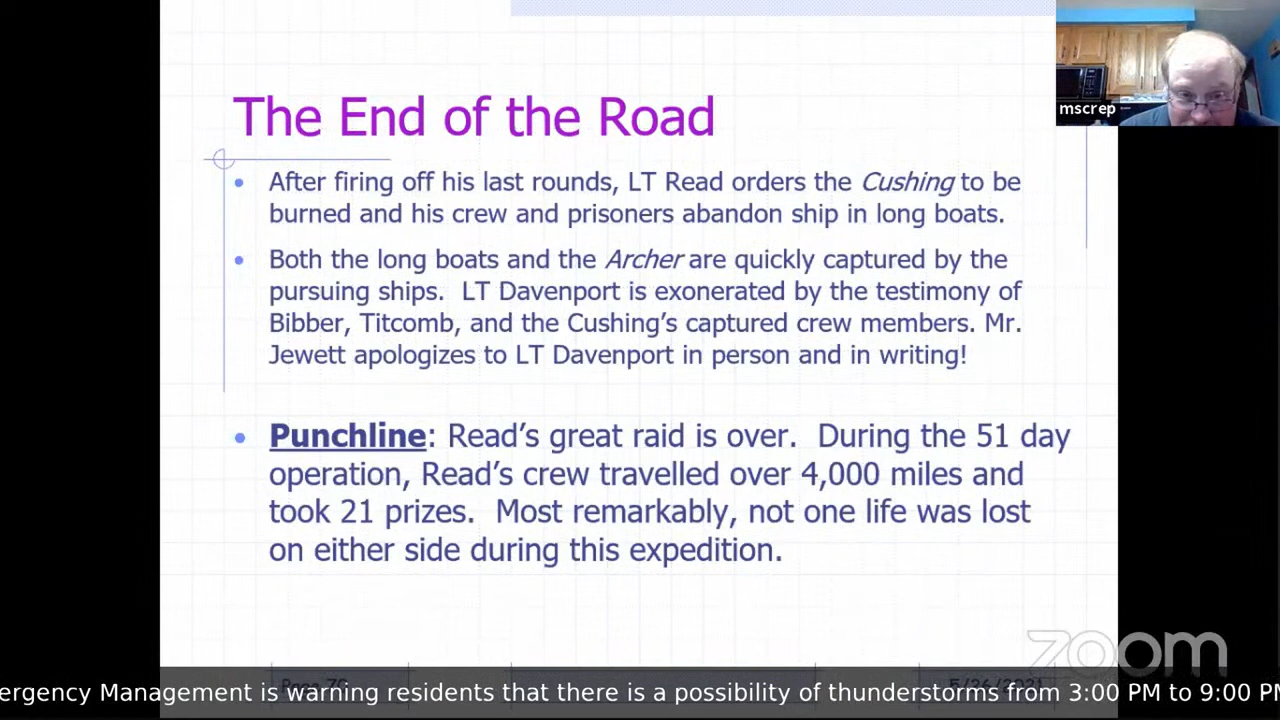 The End of the Road
mscrep
• After firing off his last rounds, LT Read orders the Cushing to be
burned and his crew and prisoners abandon ship in long boats.
• Both the long boats and the Archer are quickly captured by the
pursuing ships.  LT Davenport is exonerated by the testimony of
Bibber, Titcomb, and the Cushing's captured crew members. Mr.
Jewett apologizes to LT Davenport in person and in writing!
• Punchline: Read's great raid is over.  During the 51 day
operation, Read's crew travelled over 4,000 miles and
took 21 prizes.  Most remarkably, not one life was lost
on either side during this expedition.
zoom
5/26/2021
ergency Management is warning residents that there is a possibility of thunderstorms from 3:00 PM to 9:00 PM